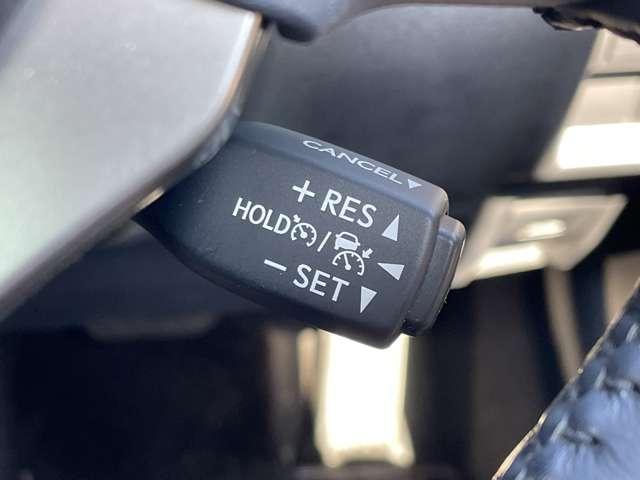 CANCEL
+ RES
HOLD /
− SET